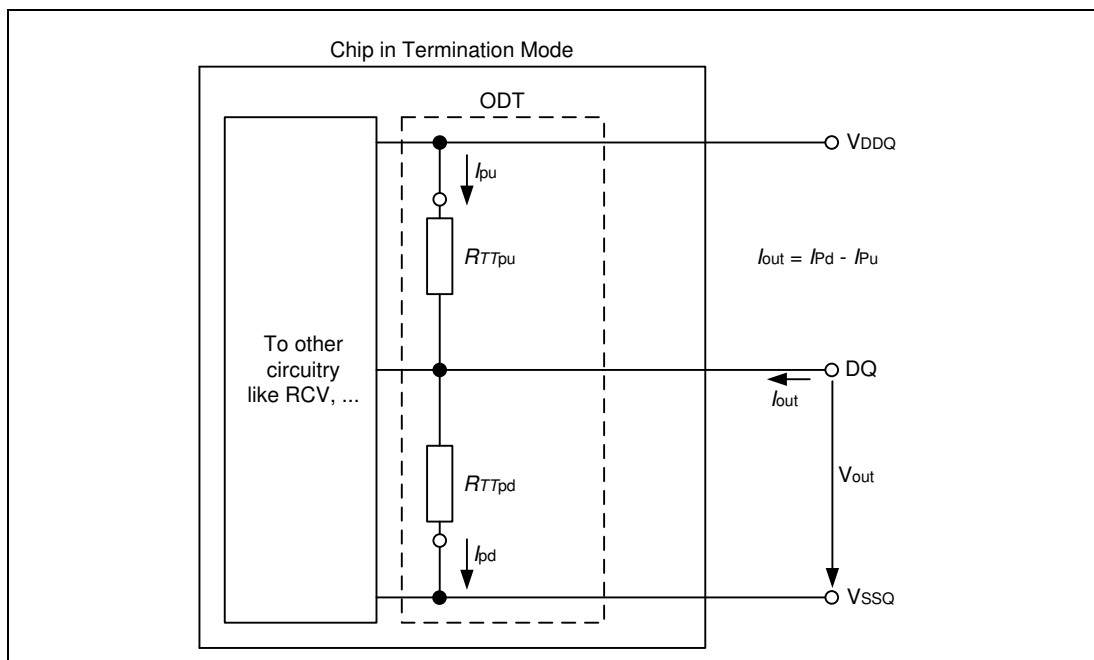 Chip in Termination Mode
ODT
VDDQ
Ipu
RTTpu
Iout = IPd - IPu
To other
circuitry
like RCV, ...
DQ
Iout
RTTpd
Vout
Ipd
VSSQ